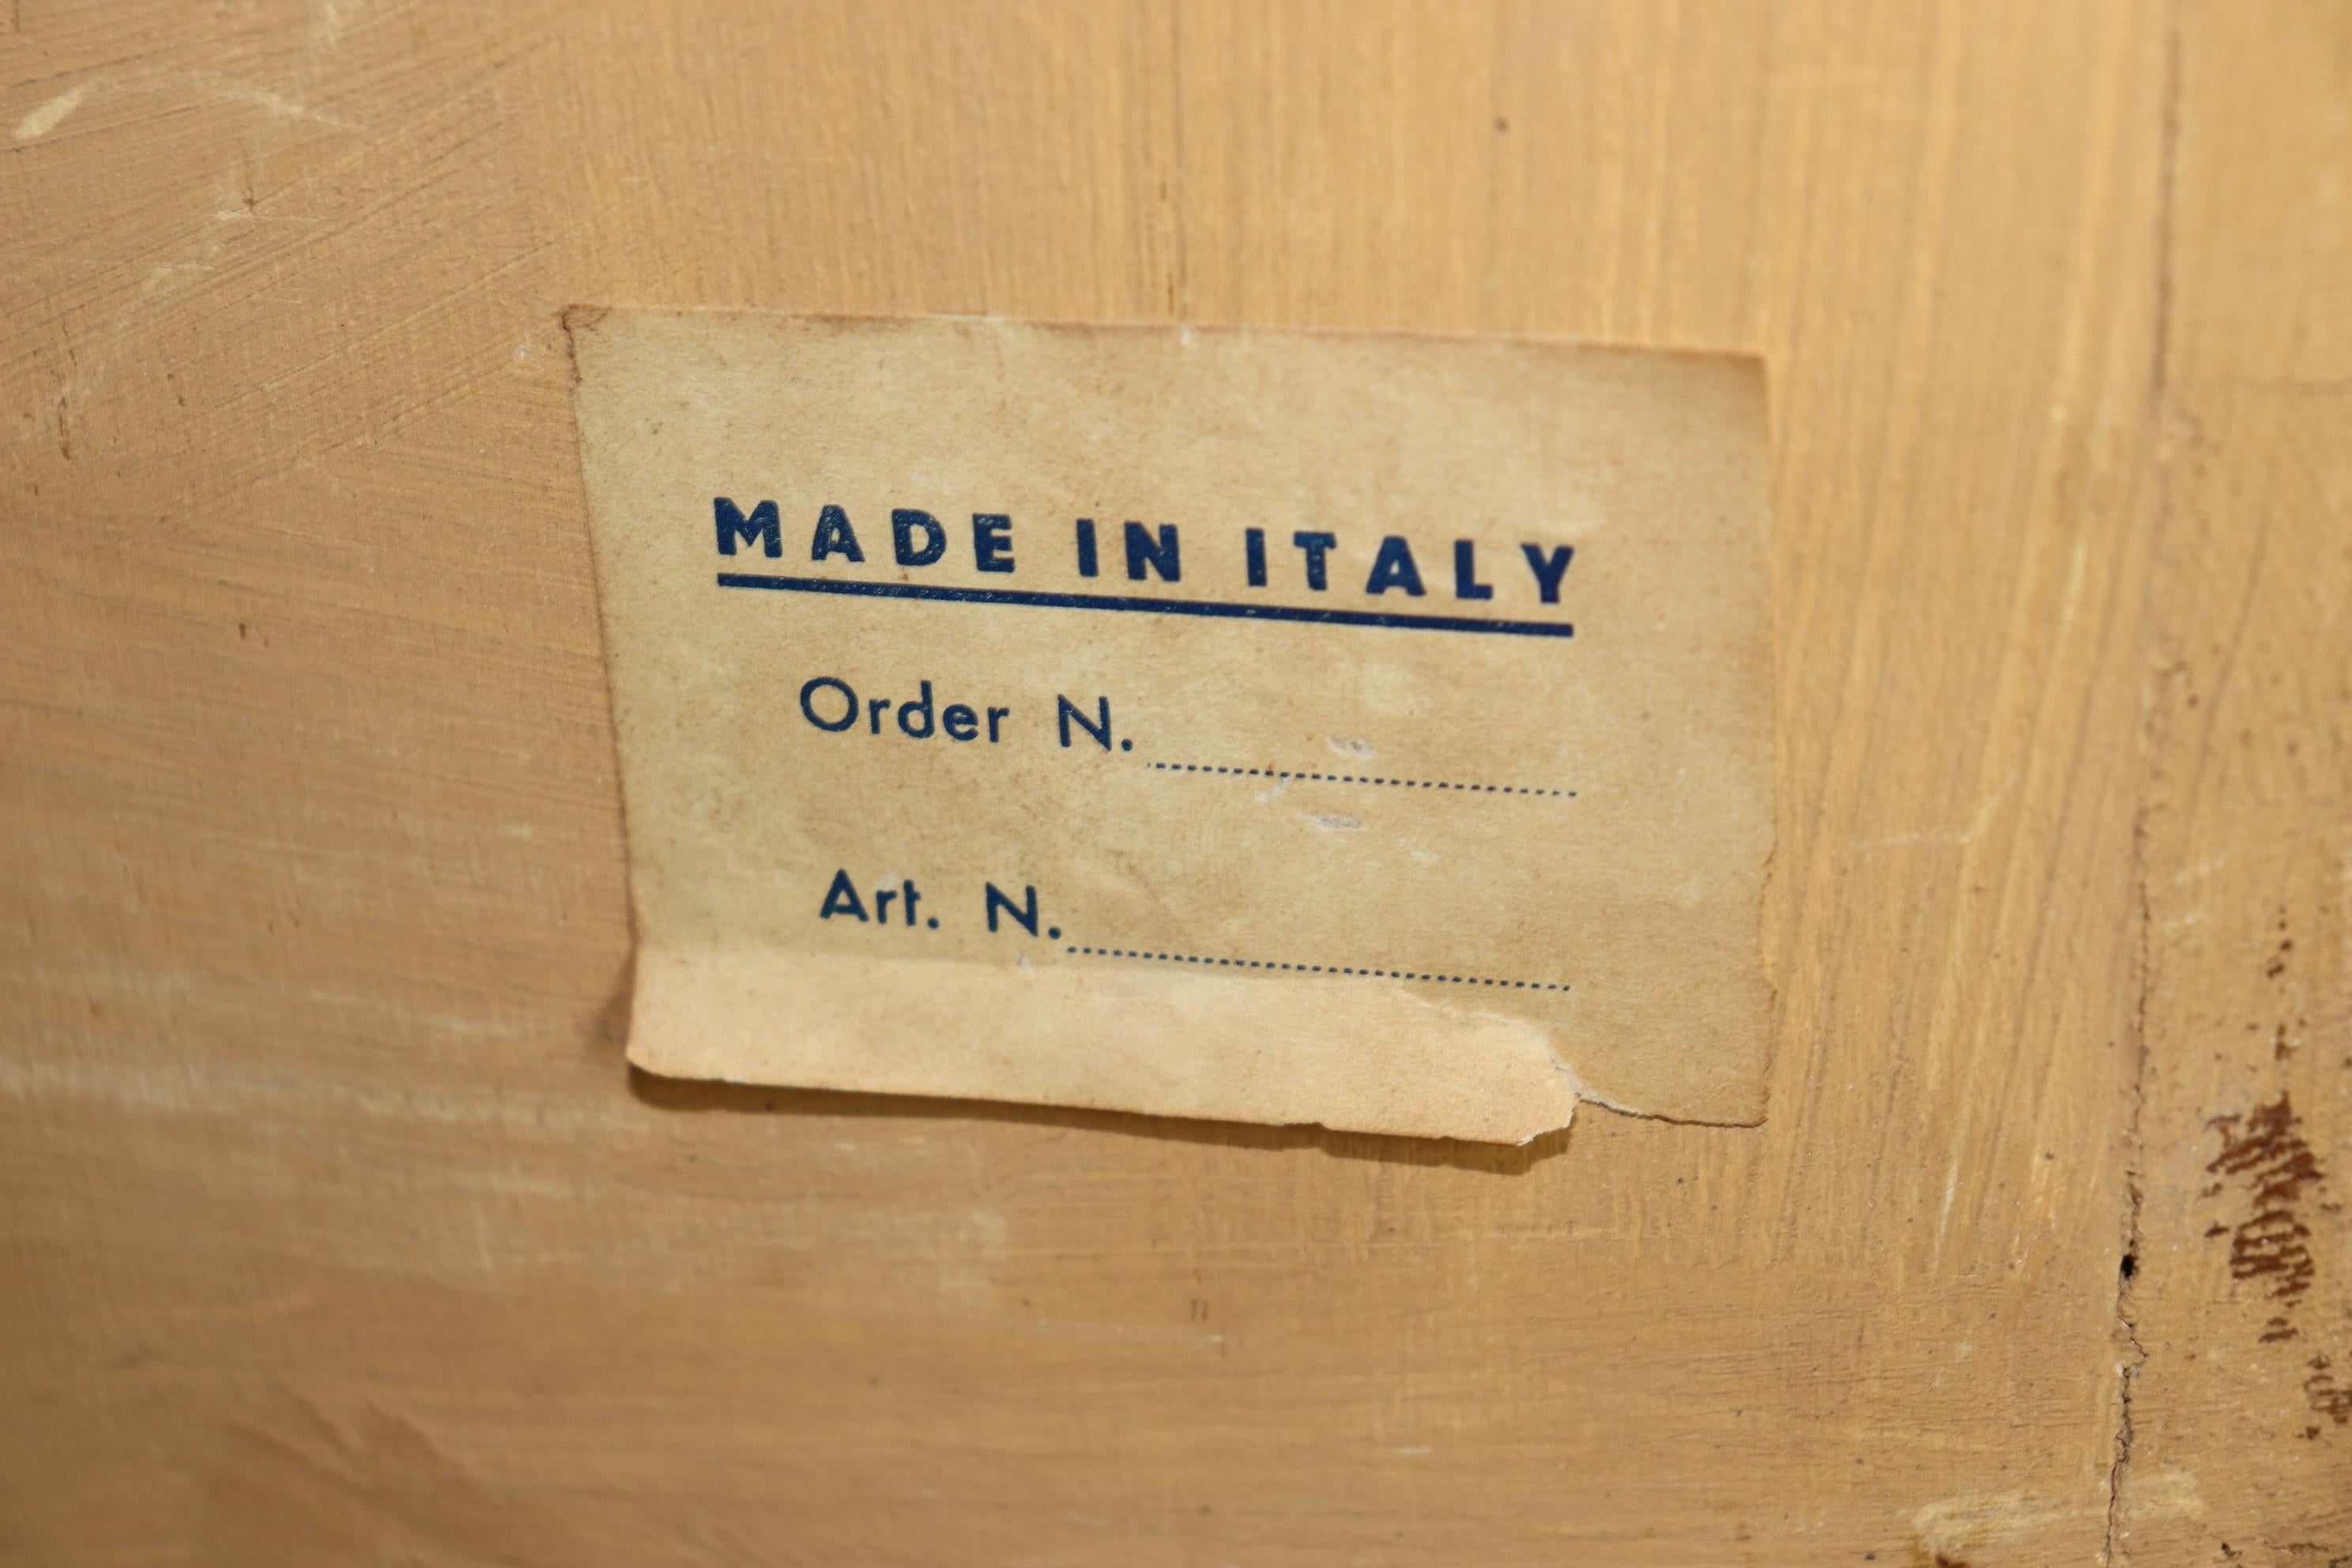 MADE IN ITALY
Order N.
Art. N.